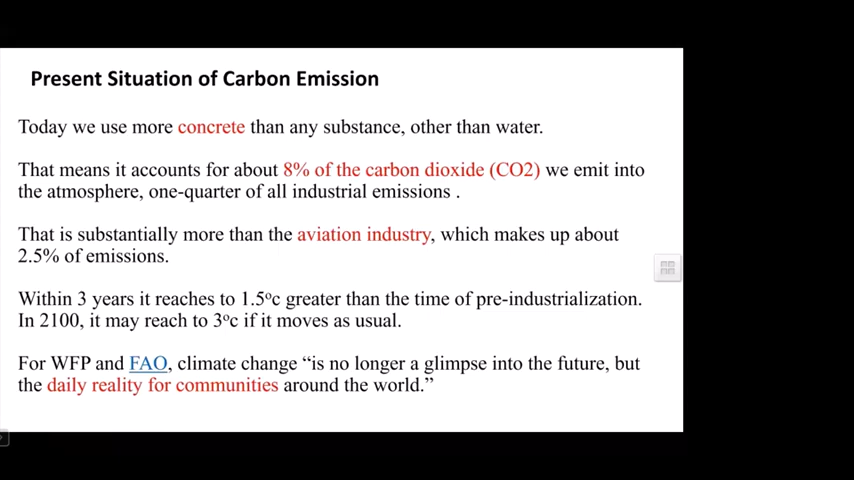 Present Situation of Carbon Emission
Today we use more concrete than any substance, other than water.
That means it accounts for about 8% of the carbon dioxide (CO2) we emit into
the atmosphere, one-quarter of all industrial emissions .
That is substantially more than the aviation industry, which makes up about
2.5% of emissions.
Within 3 years it reaches to 1.5ºc greater than the time of pre-industrialization.
In 2100, it may reach to 3ºc if it moves as usual.
For WFP and FAO, climate change “is no longer a glimpse into the future, but
the daily reality for communities around the world.”